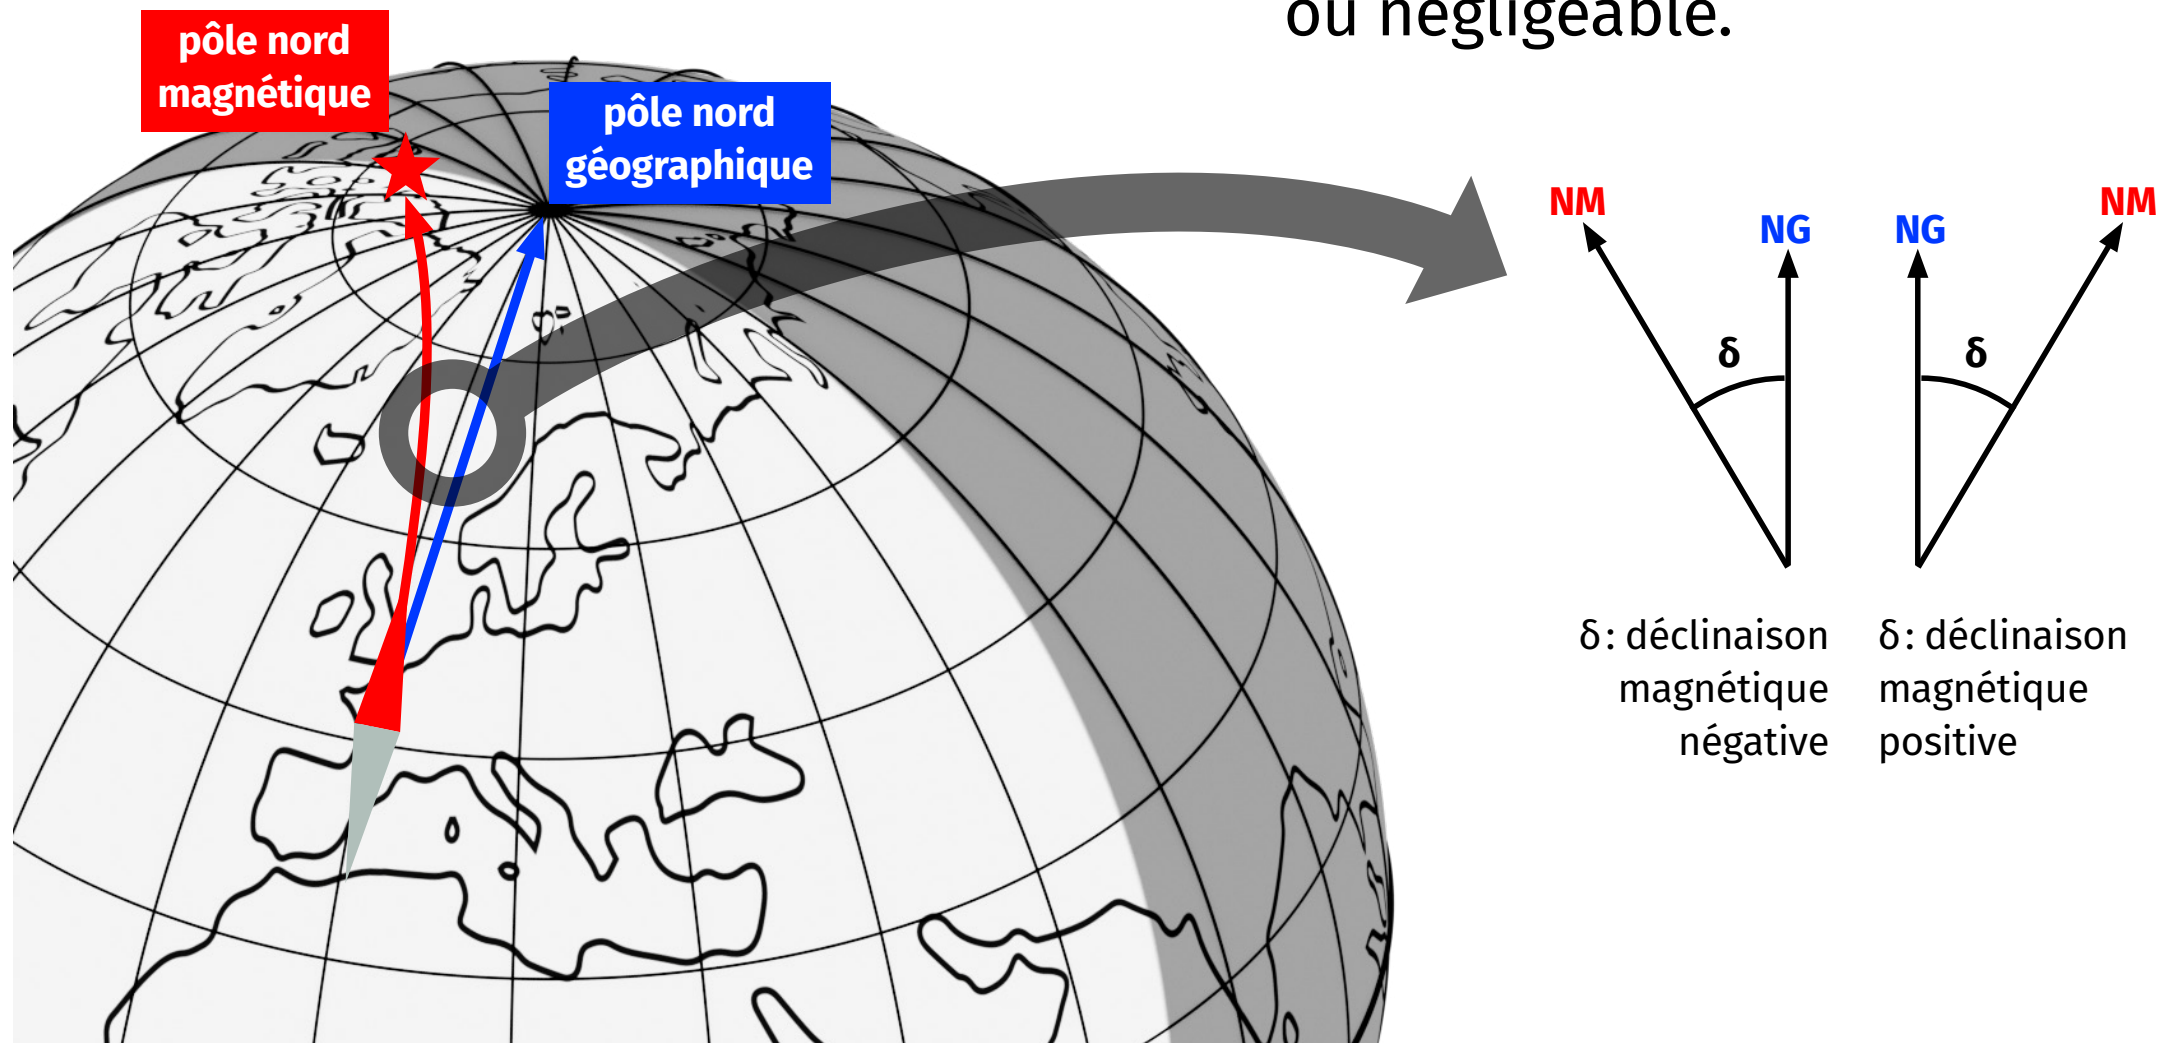 ou négligeable.
pôle nord
magnétique
pôle nord
géographique
NM
NG
NG
NM
δ
δ
δ: déclinaison
magnétique
négative
δ: déclinaison
magnétique
positive